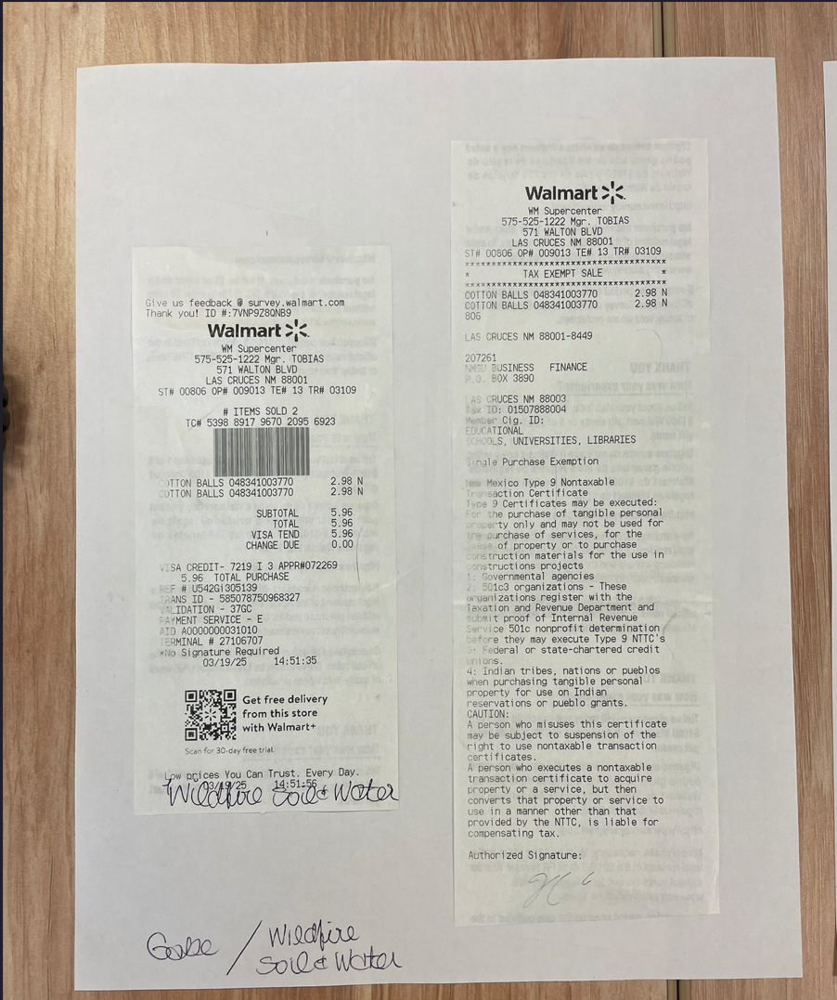 Give us feedback @ survey.walmart.com
Thank you! ID #:7VNP9Z8QNB9
Walmart
WM Supercenter
575-525-1222 Mgr. TOBIAS
571 WALTON BLVD
LAS CRUCES NM 88001
ST# 00806 OP# 009013 TE# 13 TR# 03109
# ITEMS SOLD 2
TC# 5398 8917 9670 2095 6923
COTTON BALLS 048341003770 2.98 N
COTTON BALLS 048341003770 2.98 N
SUBTOTAL 5.96
TOTAL 5.96
VISA TEND 5.96
CHANGE DUE 0.00
VISA CREDIT- 7219 I 3 APPR#072269
5.96 TOTAL PURCHASE
REF # U542Gi305139
TRANS ID - 585078750968327
VALIDATION - 37GC
PAYMENT SERVICE - E
AID A0000000031010
TERMINAL # 27106707
*No Signature Required
03/19/25 14:51:35
Get free delivery
from this store
with Walmart+
Scan for 30-day free trial.
Low prices You Can Trust. Every Day.
03/19/25 14:51:56
Wildfire Soil & Water
Gabe / Wildfire
Soil & Water
Walmart
WM Supercenter
575-525-1222 Mgr. TOBIAS
571 WALTON BLVD
LAS CRUCES NM 88001
ST# 00806 OP# 009013 TE# 13 TR# 03109
****************************************
* TAX EXEMPT SALE *
****************************************
COTTON BALLS 048341003770 2.98 N
COTTON BALLS 048341003770 2.98 N
806
LAS CRUCES NM 88001-8449
207261
NMSU BUSINESS FINANCE
P.O. BOX 3890
LAS CRUCES NM 88003
Tax ID: 01507888004
Member Cig. ID:
EDUCATIONAL
SCHOOLS, UNIVERSITIES, LIBRARIES
Single Purchase Exemption
New Mexico Type 9 Nontaxable
Transaction Certificate
Type 9 Certificates may be executed:
For the purchase of tangible personal
property only and may not be used for
the purchase of services, for the
lease of property or to purchase
construction materials for the use in
constructions projects
1: Governmental agencies
2: 501c3 organizations - These
organizations register with the
Taxation and Revenue Department and
submit proof of Internal Revenue
Service 501c nonprofit determination
before they may execute Type 9 NTTC's
3: Federal or state-chartered credit
unions.
4: Indian tribes, nations or pueblos
when purchasing tangible personal
property for use on Indian
reservations or pueblo grants.
CAUTION:
A person who misuses this certificate
may be subject to suspension of the
right to use nontaxable transaction
certificates.
A person who executes a nontaxable
transaction certificate to acquire
property or a service, but then
converts that property or service to
use in a manner other than that
provided by the NTTC, is liable for
compensating tax.
Authorized Signature: